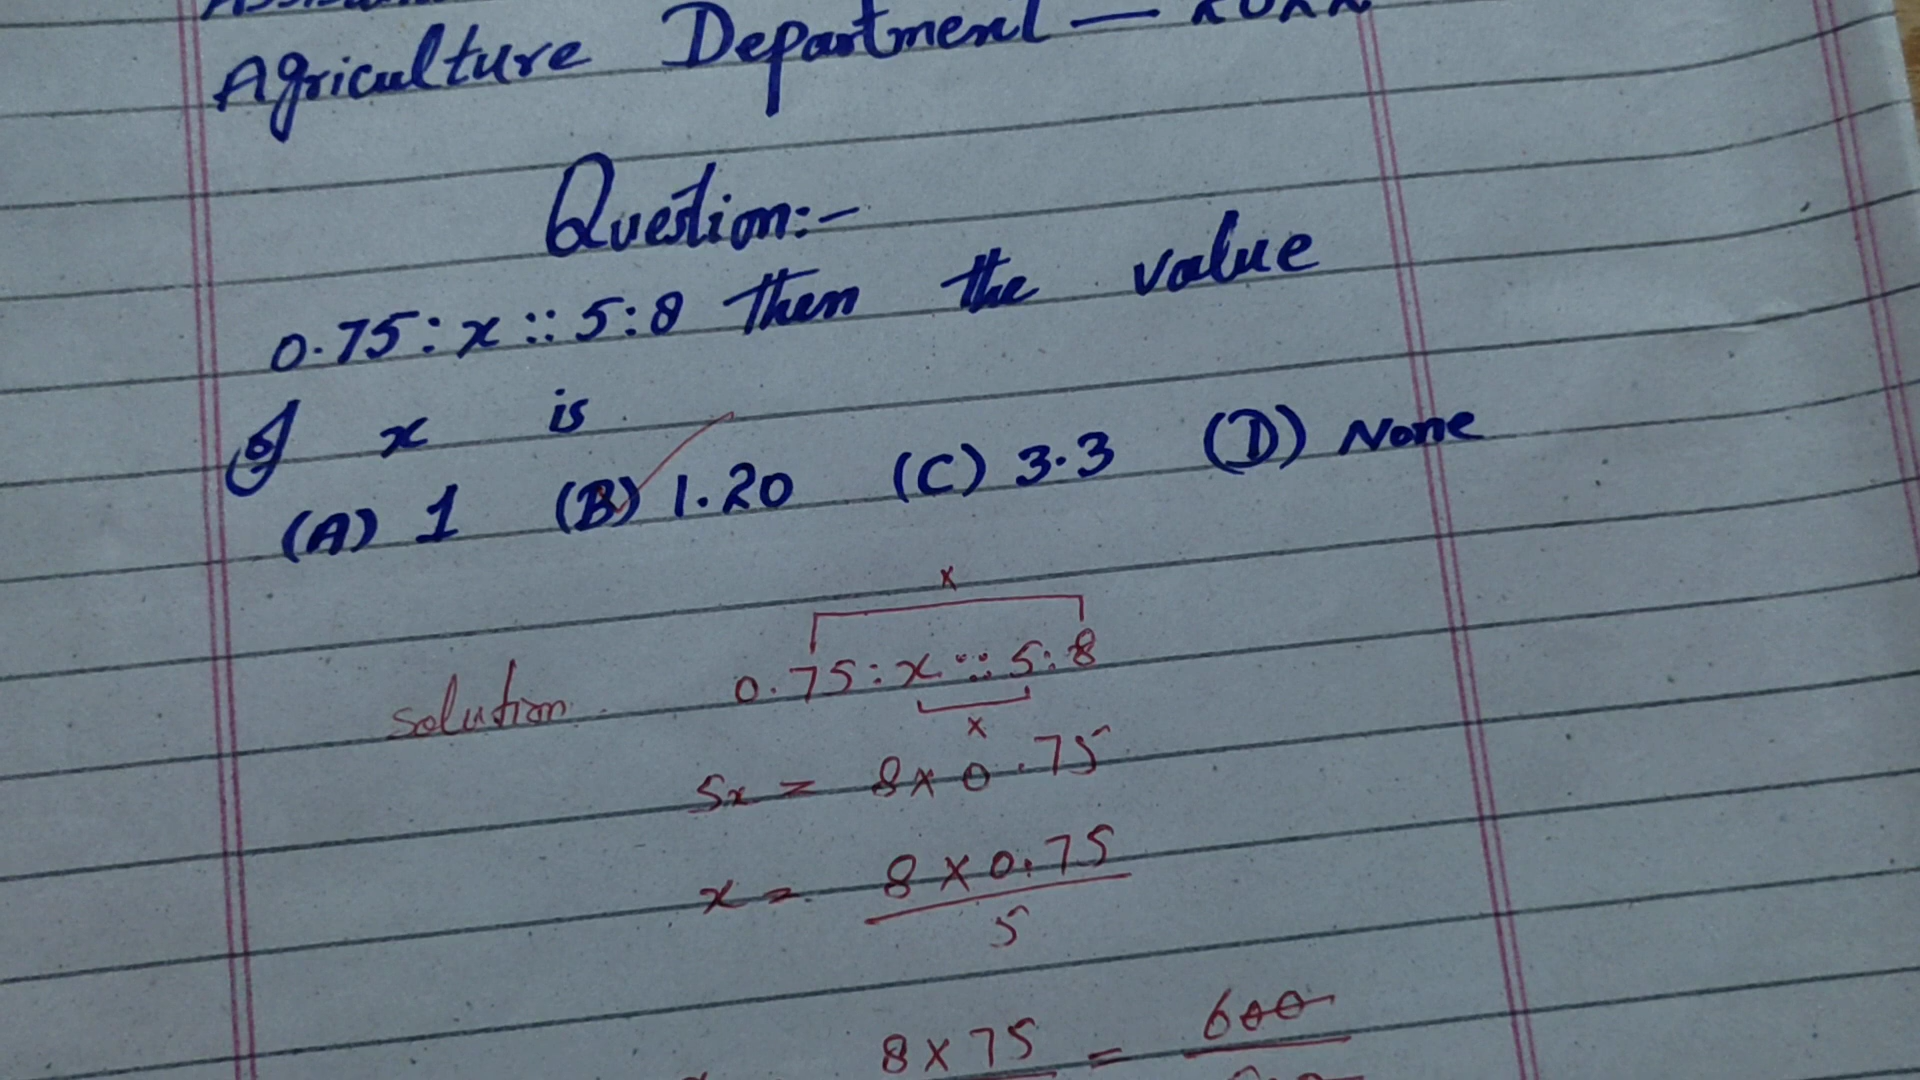 Agriculture Department —
Question:-
0.75 : x :: 5 : 8 then the value
of x is
(A) 1 (B) 1.20 (C) 3.3 (D) None
x
solution 0.75 : x :: 5 : 8
x
5x = 8 x 0.75
x = 8 x 0.75
5
8 x 75 = 600